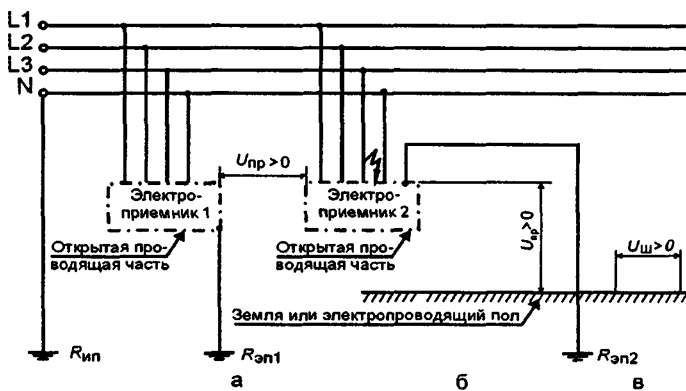 L1
L2
L3
N
Uпр>0
Электро-
приемник 1
Электро-
приемник 2
Открытая про-
водящая часть
Открытая про-
водящая часть
Uпр>0
Uш>0
Земля или электропроводящий пол
Rип
Rэп1
Rэп2
а
б
в